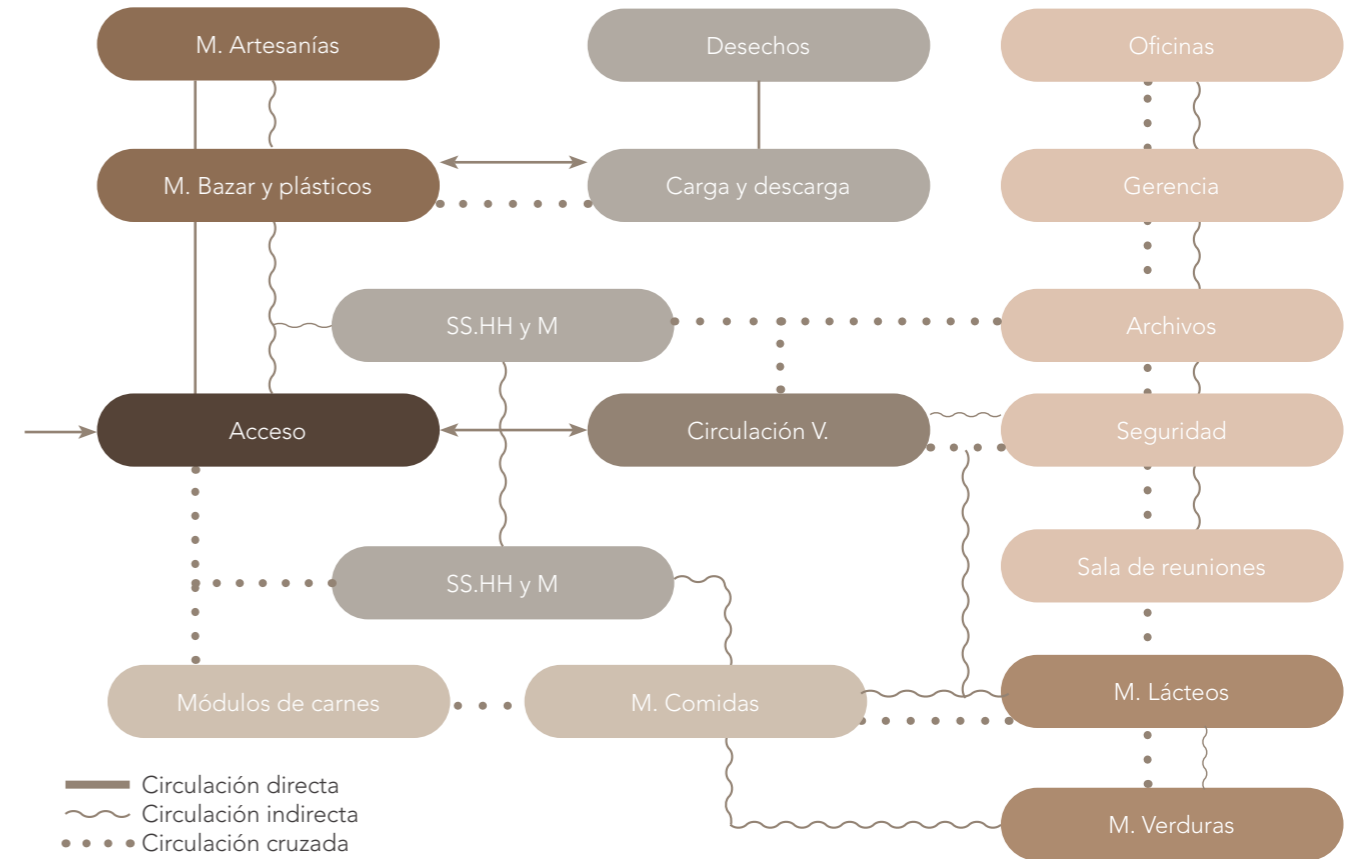 M. Artesanías
Desechos
Oficinas
M. Bazar y plásticos
Carga y descarga
Gerencia
SS.HH y M
Archivos
Acceso
Circulación V.
Seguridad
SS.HH y M
Sala de reuniones
Módulos de carnes
M. Comidas
M. Lácteos
M. Verduras
Circulación directa
Circulación indirecta
Circulación cruzada